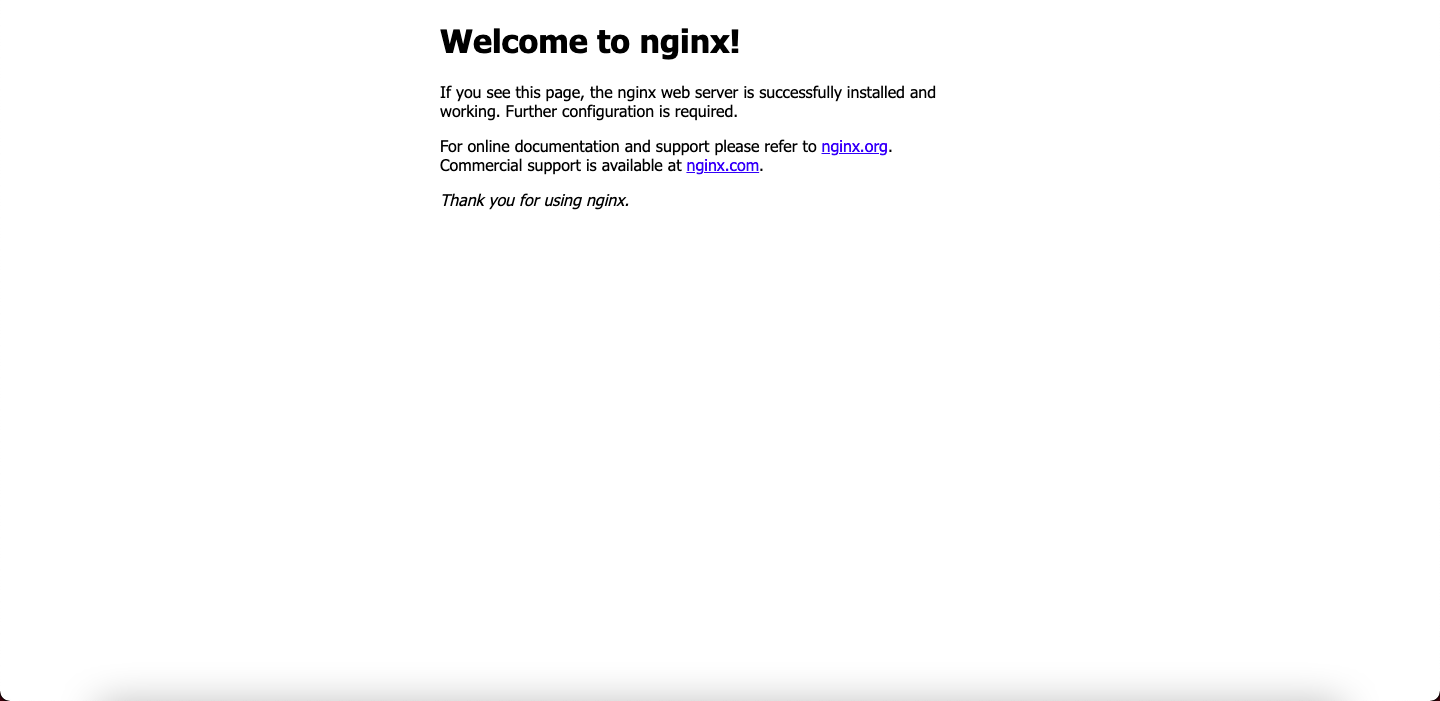 Welcome to nginx!
If you see this page, the nginx web server is successfully installed and
working. Further configuration is required.
For online documentation and support please refer to nginx.org.
Commercial support is available at nginx.com.
Thank you for using nginx.